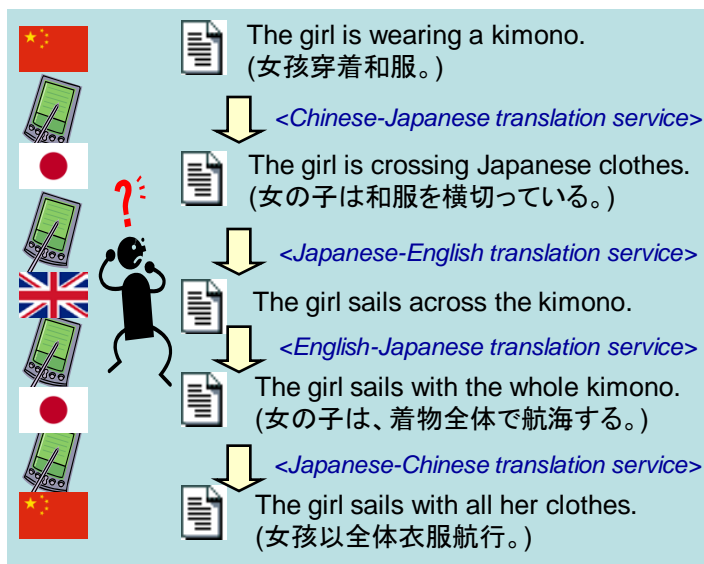 The girl is wearing a kimono.
(女孩穿着和服。)
<Chinese-Japanese translation service>
The girl is crossing Japanese clothes.
(女の子は和服を横切っている。)
?
<Japanese-English translation service>
The girl sails across the kimono.
<English-Japanese translation service>
The girl sails with the whole kimono.
(女の子は、着物全体で航海する。)
<Japanese-Chinese translation service>
The girl sails with all her clothes.
(女孩以全体衣服航行。)